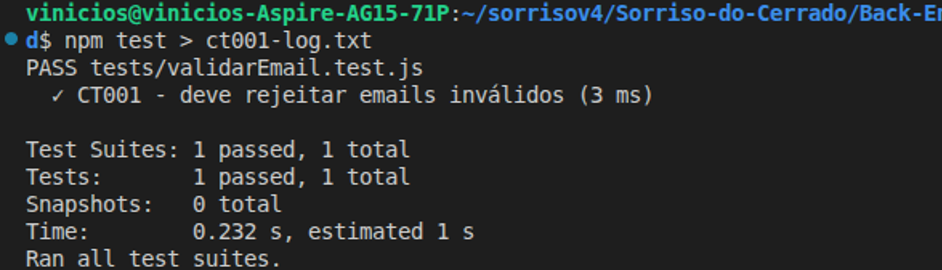 vinicios@vinicios-Aspire-AG15-71P:~/sorrisov4/Sorriso-do-Cerrado/Back-En
d$ npm test > ct001-log.txt
PASS tests/validarEmail.test.js
✓ CT001 - deve rejeitar emails inválidos (3 ms)
Test Suites: 1 passed, 1 total
Tests: 1 passed, 1 total
Snapshots: 0 total
Time: 0.232 s, estimated 1 s
Ran all test suites.